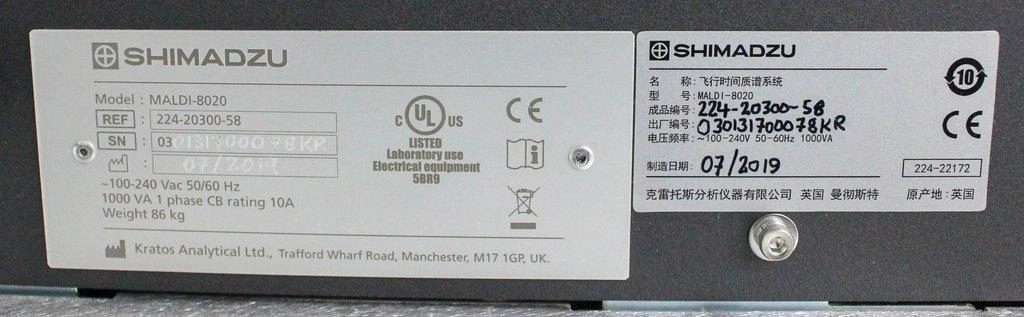 SHIMADZU
Model : MALDI-8020
REF : 224-20300-58
SN : 030131700078KR
: 07/2019
~100-240 Vac 50/60 Hz
1000 VA 1 phase CB rating 10A
Weight 86 kg
C UL US
LISTED
Laboratory use
Electrical equipment
5BR9
CE
i
Kratos Analytical Ltd., Trafford Wharf Road, Manchester, M17 1GP, UK.
SHIMADZU
名 称:飞行时间质谱系统
型 号:MALDI-8020
成品编号:224-20300-58
出厂编号:030131700078KR
电压频率:~100-240V 50-60Hz 1000VA
制造日期: 07/2019
10
CE
224-22172
克雷托斯分析仪器有限公司 英国 曼彻斯特 原产地:英国